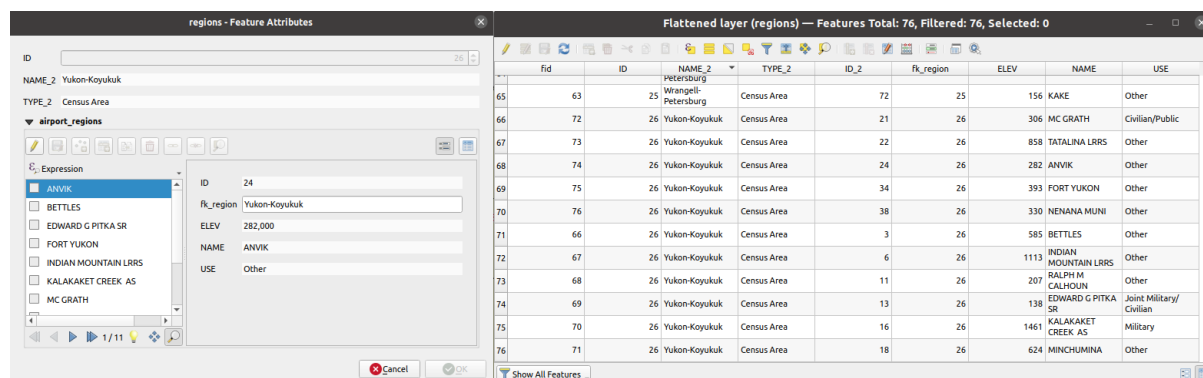 regions - Feature Attributes
ID 26
NAME_2 Yukon-Koyukuk
TYPE_2 Census Area
airport_regions
Expression
ANVIK
BETTLES
EDWARD G PITKA SR
FORT YUKON
INDIAN MOUNTAIN LRRS
KALAKAKET CREEK AS
MC GRATH
1 / 11
ID 24
fk_region Yukon-Koyukuk
ELEV 282,000
NAME ANVIK
USE Other
Cancel
OK
Flattened layer (regions) — Features Total: 76, Filtered: 76, Selected: 0
fid ID NAME_2 TYPE_2 ID_2 fk_region ELEV NAME USE
Petersburg
65 63 25 Wrangell-Petersburg Census Area 72 25 156 KAKE Other
66 72 26 Yukon-Koyukuk Census Area 21 26 306 MC GRATH Civilian/Public
67 73 26 Yukon-Koyukuk Census Area 22 26 858 TATALINA LRRS Other
68 74 26 Yukon-Koyukuk Census Area 24 26 282 ANVIK Other
69 75 26 Yukon-Koyukuk Census Area 34 26 393 FORT YUKON Other
70 76 26 Yukon-Koyukuk Census Area 38 26 330 NENANA MUNI Other
71 66 26 Yukon-Koyukuk Census Area 3 26 585 BETTLES Other
72 67 26 Yukon-Koyukuk Census Area 6 26 1113 INDIAN MOUNTAIN LRRS Other
73 68 26 Yukon-Koyukuk Census Area 11 26 207 RALPH M CALHOUN Other
74 69 26 Yukon-Koyukuk Census Area 13 26 138 EDWARD G PITKA SR Joint Military/Civilian
75 70 26 Yukon-Koyukuk Census Area 16 26 1461 KALAKAKET CREEK AS Military
76 71 26 Yukon-Koyukuk Census Area 18 26 624 MINCHUMINA Other
Show All Features